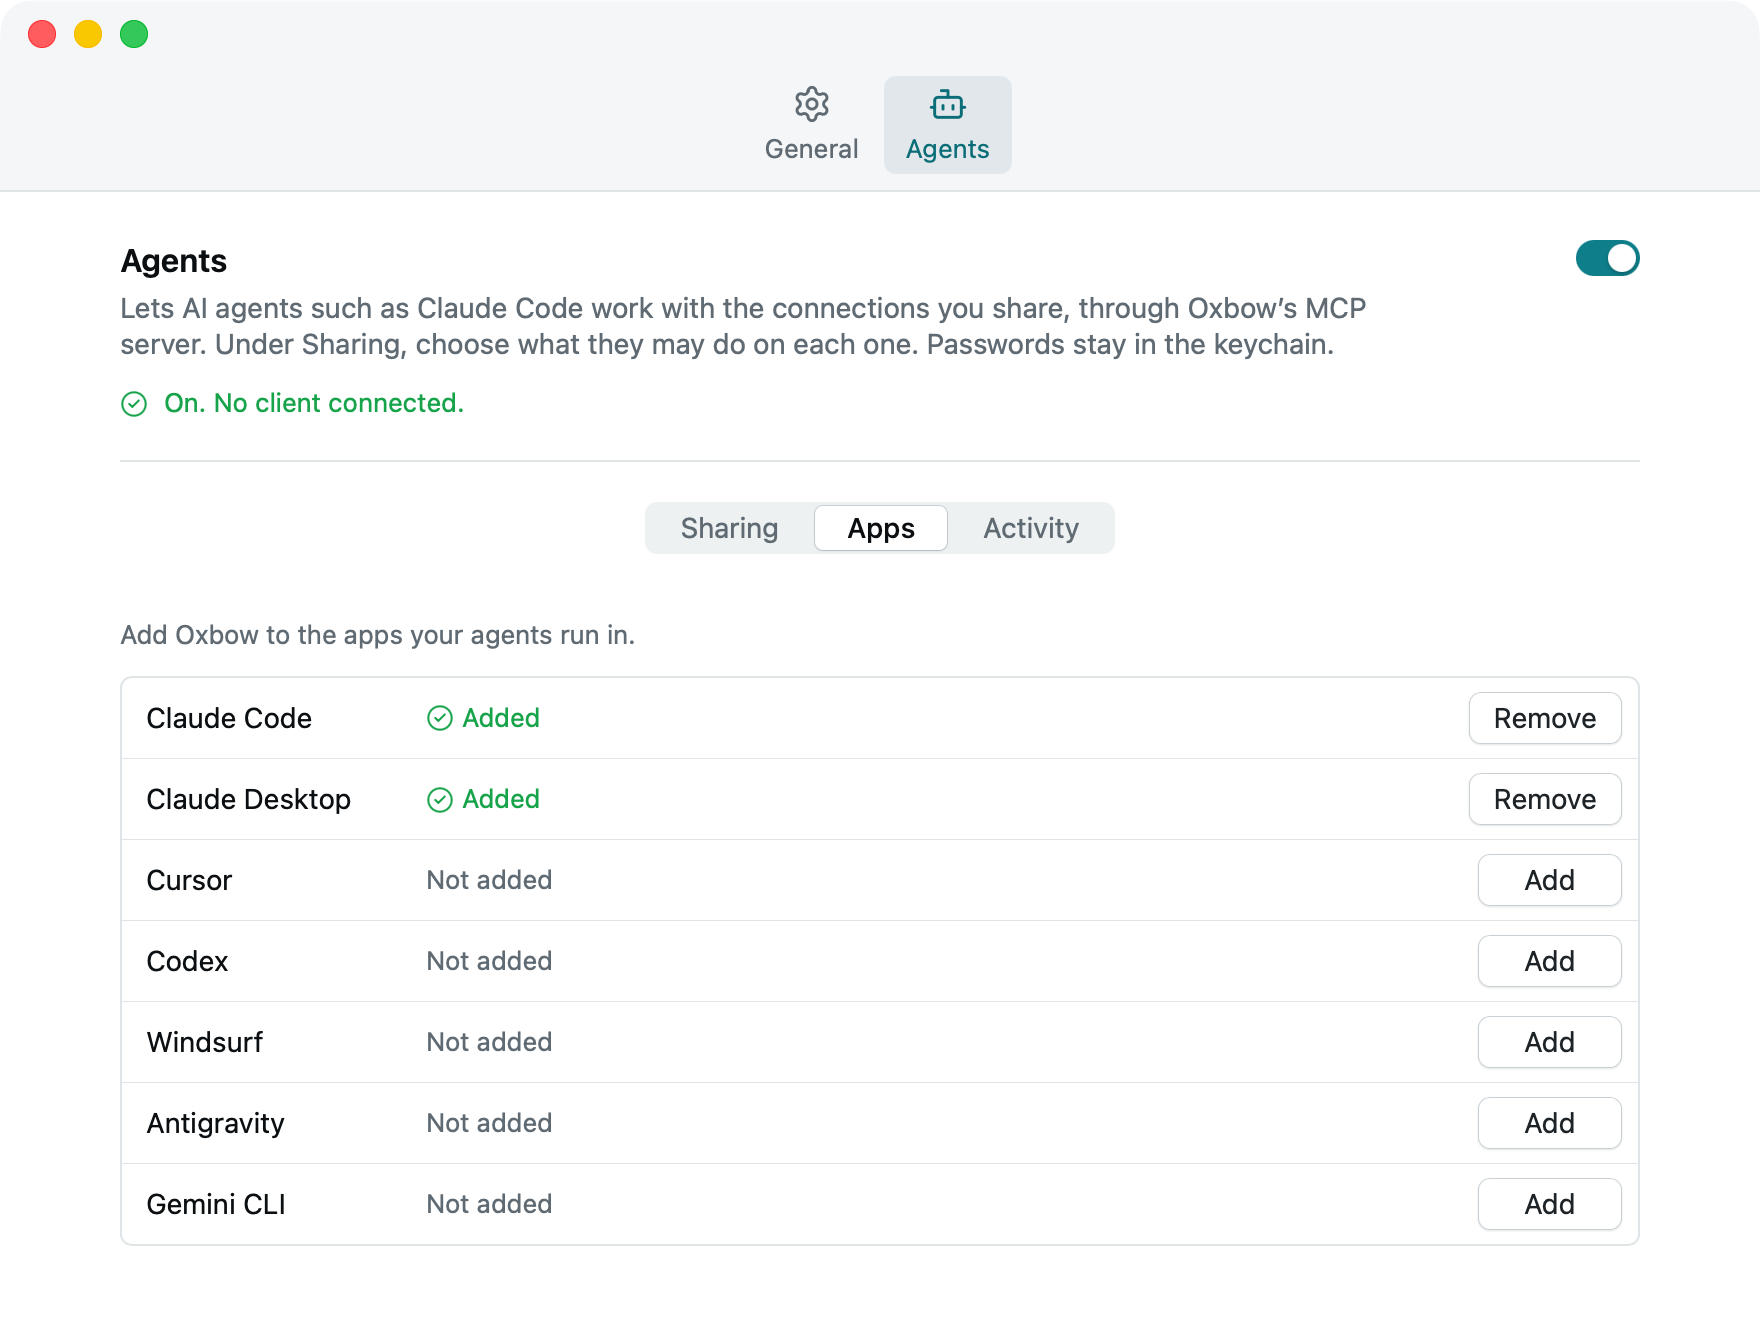 General
Agents
Agents
Lets AI agents such as Claude Code work with the connections you share, through Oxbow’s MCP
server. Under Sharing, choose what they may do on each one. Passwords stay in the keychain.
On. No client connected.
Sharing
Apps
Activity
Add Oxbow to the apps your agents run in.
Claude Code
Added
Remove
Claude Desktop
Added
Remove
Cursor
Not added
Add
Codex
Not added
Add
Windsurf
Not added
Add
Antigravity
Not added
Add
Gemini CLI
Not added
Add